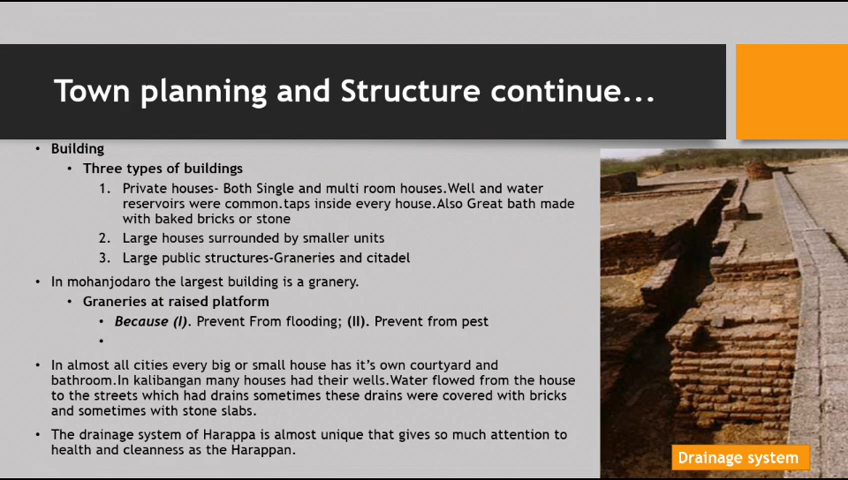 Town planning and Structure continue...
• Building
• Three types of buildings
1. Private houses- Both Single and multi room houses.Well and water
reservoirs were common.taps inside every house.Also Great bath made
with baked bricks or stone
2. Large houses surrounded by smaller units
3. Large public structures-Graneries and citadel
• In mohanjodaro the largest building is a granery.
• Graneries at raised platform
• Because (I). Prevent From flooding; (II). Prevent from pest
•
• In almost all cities every big or small house has it's own courtyard and
bathroom.In kalibangan many houses had their wells.Water flowed from the house
to the streets which had drains sometimes these drains were covered with bricks
and sometimes with stone slabs.
• The drainage system of Harappa is almost unique that gives so much attention to
health and cleanness as the Harappan.
Drainage system